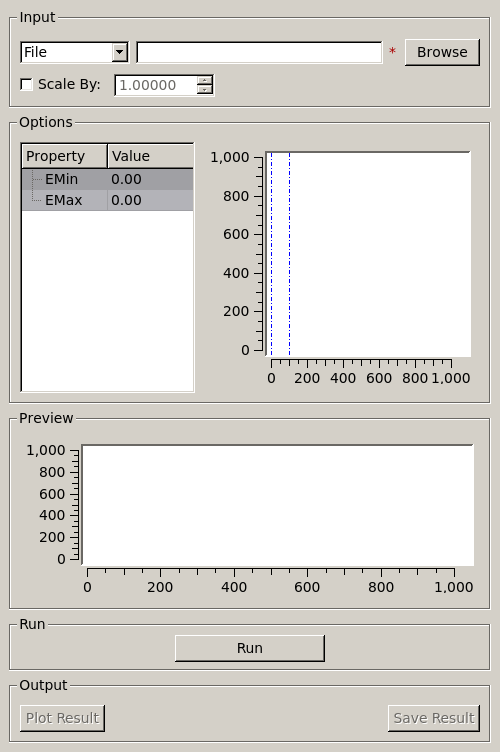 Input
File * Browse
Scale By: 1.00000
Options
Property Value
EMin 0.00
EMax 0.00
1,000
800
600
400
200
0
0 200 400 600 800 1,000
Preview
1,000
800
600
400
200
0
0 200 400 600 800 1,000
Run
Run
Output
Plot Result Save Result